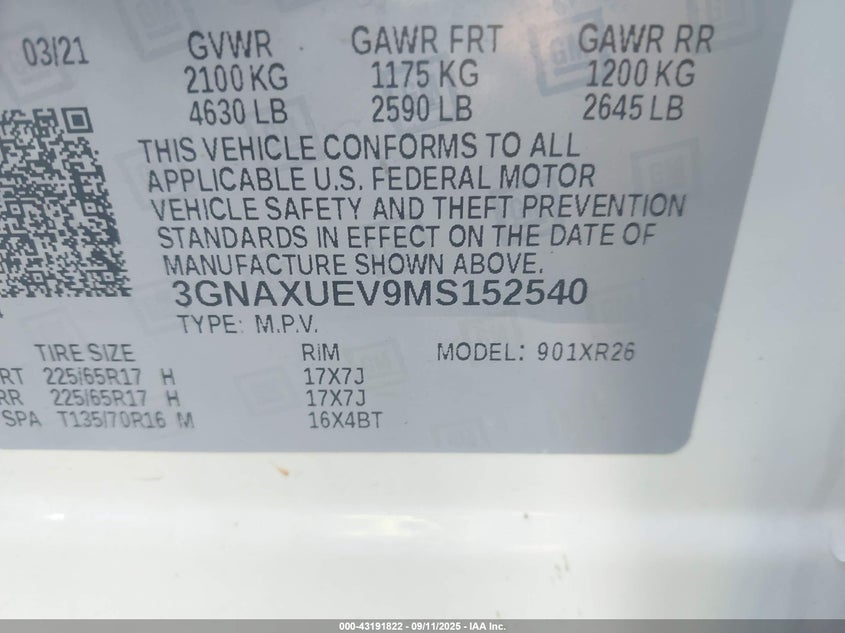 03/21 GVWR GAWR FRT GAWR RR
2100 KG 1175 KG 1200 KG
4630 LB 2590 LB 2645 LB
THIS VEHICLE CONFORMS TO ALL
APPLICABLE U.S. FEDERAL MOTOR
VEHICLE SAFETY AND THEFT PREVENTION
STANDARDS IN EFFECT ON THE DATE OF
MANUFACTURE SHOWN ABOVE.
3GNAXUEV9MS152540
TYPE: M.P.V.
TIRE SIZE RIM MODEL: 901XR26
RT 225/65R17 H 17X7J
RR 225/65R17 H 17X7J
SPA T135/70R16 M 16X4BT
000-43191822 - 09/11/2025 - IAA Inc.